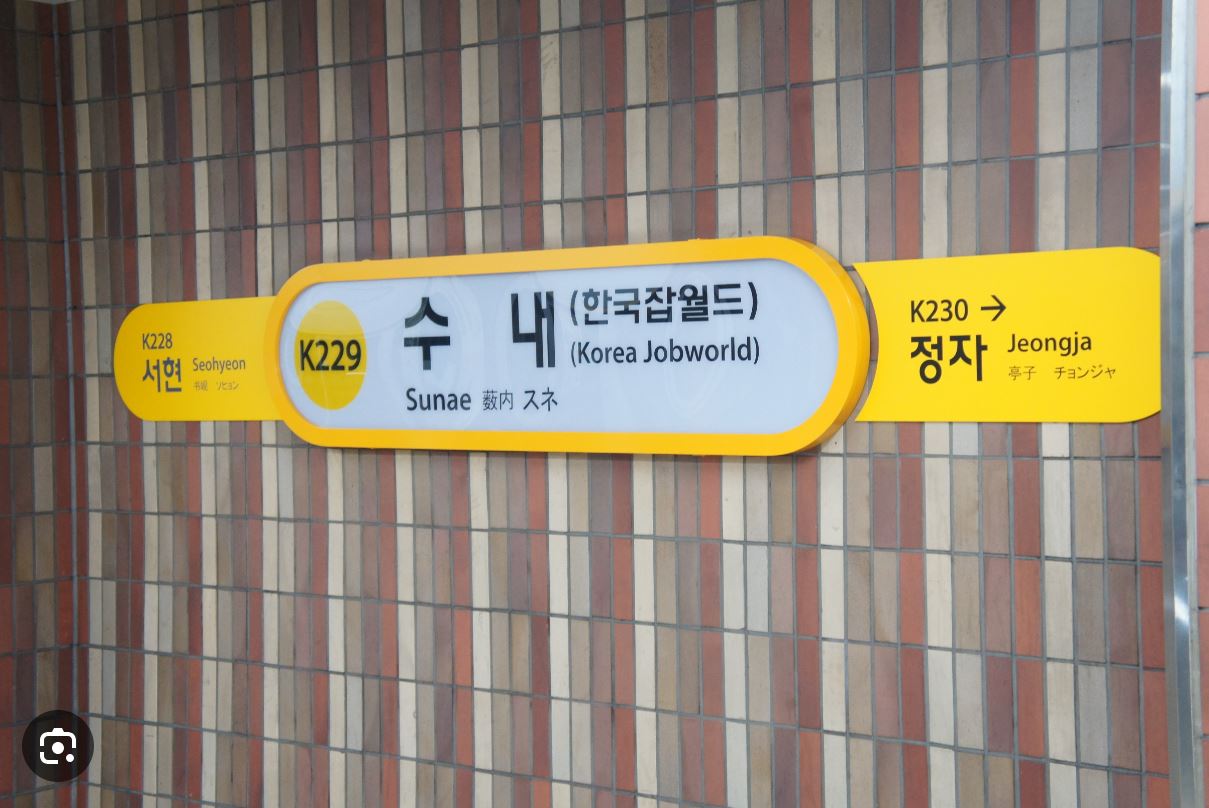 K228
서현 Seohyeon
书岘 ソヒョン
K229
수 내 (한국잡월드)
(Korea Jobworld)
Sunae 薮内 スネ
K230 →
정자 Jeongja
亭子 チョンジャ